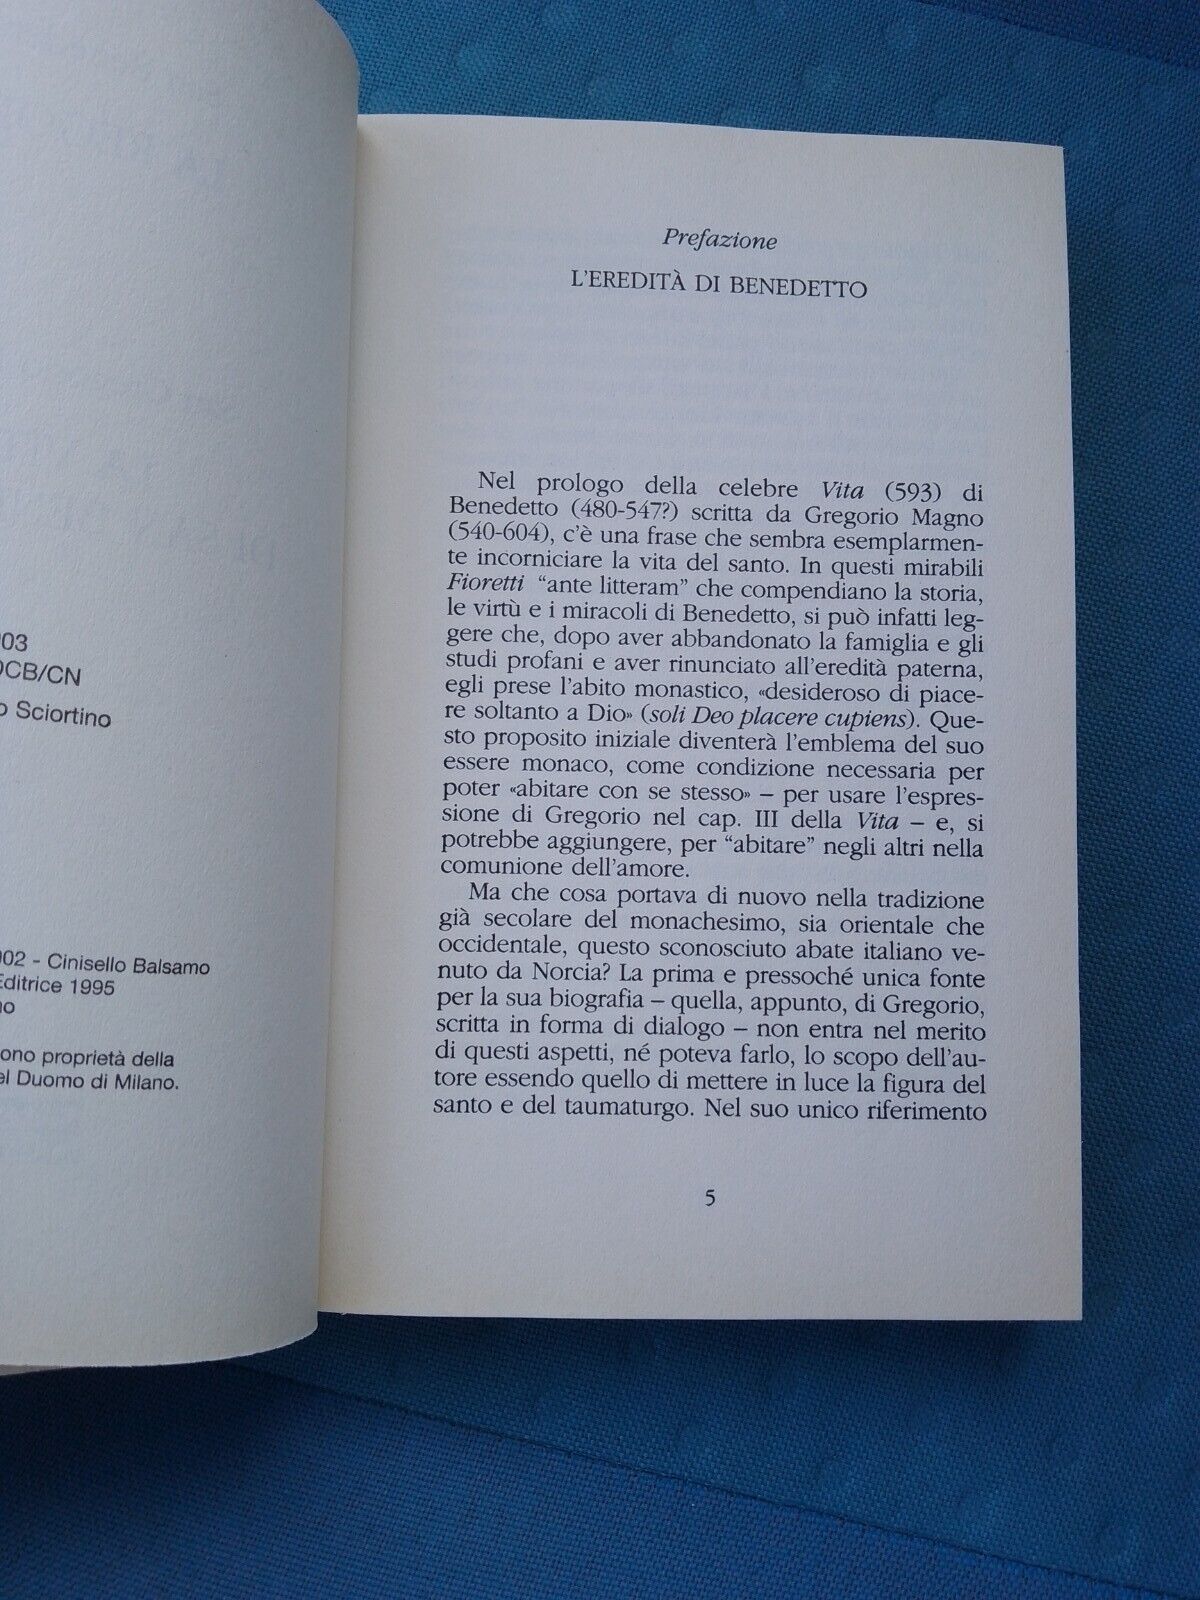 003
DCB/CN
o Sciortino
002 - Cinisello Balsamo
Editrice 1995
no
ono proprietà della
el Duomo di Milano.
Prefazione
L'EREDITÀ DI BENEDETTO
Nel prologo della celebre Vita (593) di
Benedetto (480-547?) scritta da Gregorio Magno
(540-604), c'è una frase che sembra esemplarmen-
te incorniciare la vita del santo. In questi mirabili
Fioretti “ante litteram” che compendiano la storia,
le virtù e i miracoli di Benedetto, si può infatti leg-
gere che, dopo aver abbandonato la famiglia e gli
studi profani e aver rinunciato all'eredità paterna,
egli prese l'abito monastico, «desideroso di piace-
re soltanto a Dio» (soli Deo placere cupiens). Que-
sto proposito iniziale diventerà l'emblema del suo
essere monaco, come condizione necessaria per
poter «abitare con se stesso» – per usare l'espres-
sione di Gregorio nel cap. III della Vita – e, si
potrebbe aggiungere, per “abitare” negli altri nella
comunione dell'amore.
Ma che cosa portava di nuovo nella tradizione
già secolare del monachesimo, sia orientale che
occidentale, questo sconosciuto abate italiano ve-
nuto da Norcia? La prima e pressoché unica fonte
per la sua biografia – quella, appunto, di Gregorio,
scritta in forma di dialogo – non entra nel merito
di questi aspetti, né poteva farlo, lo scopo dell'au-
tore essendo quello di mettere in luce la figura del
santo e del taumaturgo. Nel suo unico riferimento
5